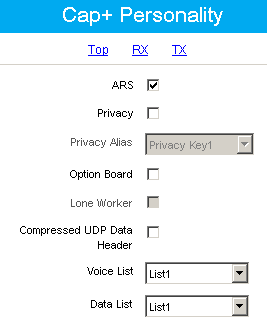 Cap+ Personality
Top RX TX
ARS
Privacy
Privacy Alias Privacy Key1
Option Board
Lone Worker
Compressed UDP Data
Header
Voice List List1
Data List List1